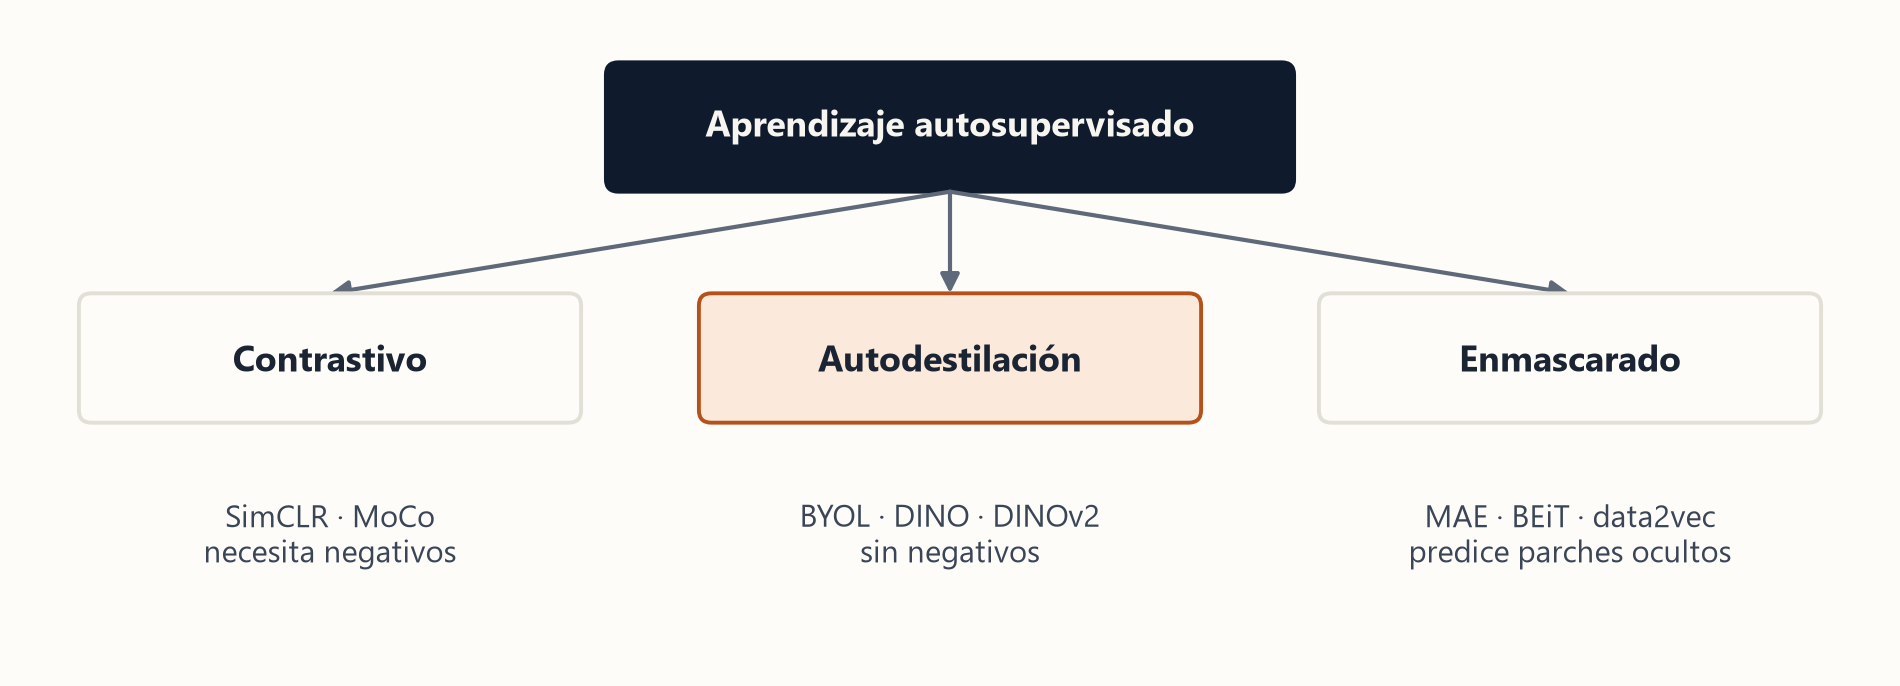 Aprendizaje autosupervisado
Contrastivo
Autodestilación
Enmascarado
SimCLR · MoCo
necesita negativos
BYOL · DINO · DINOv2
sin negativos
MAE · BEiT · data2vec
predice parches ocultos